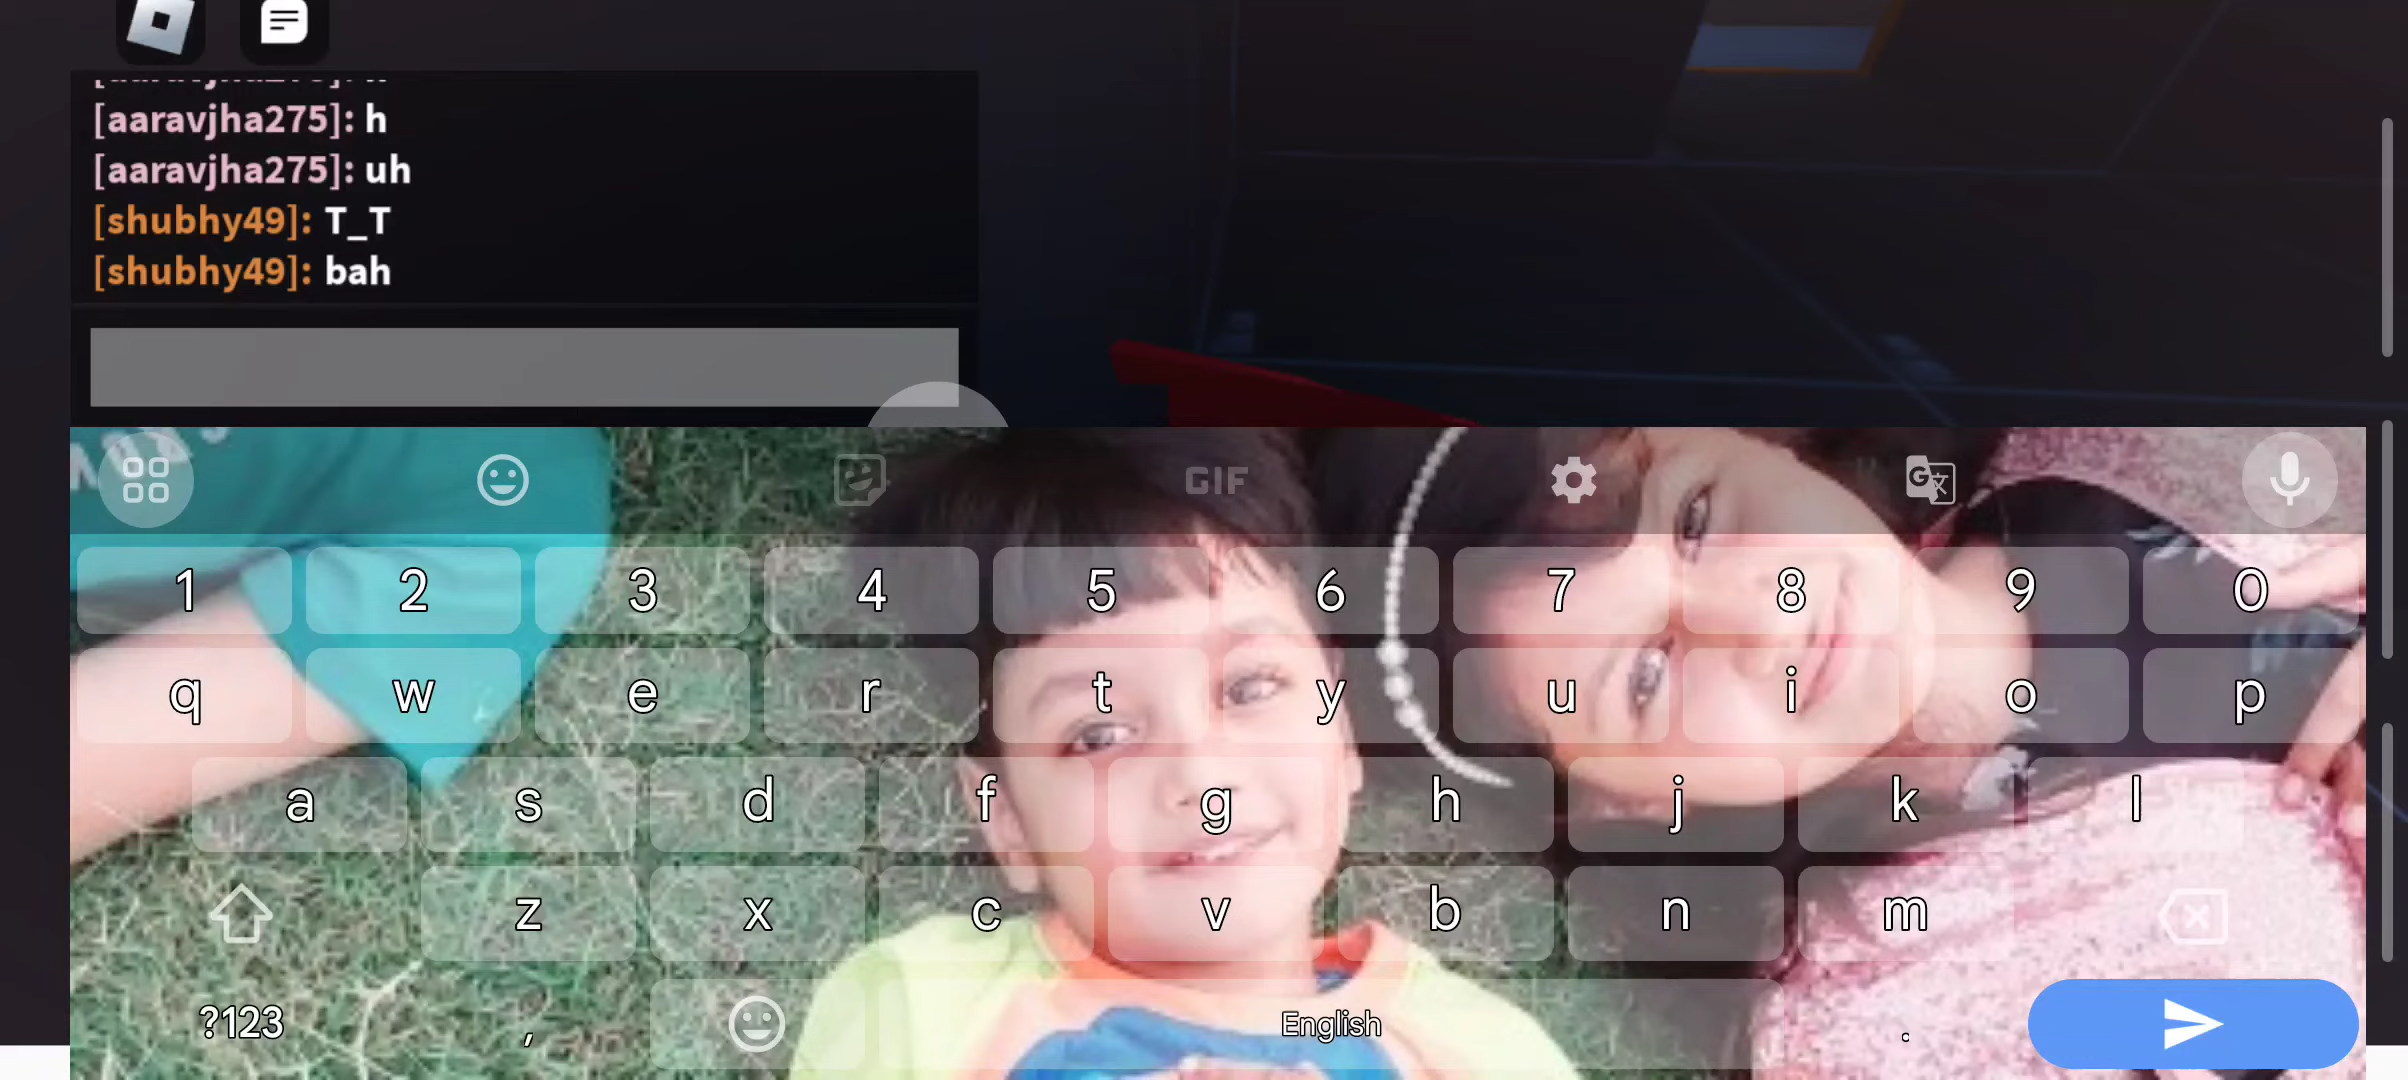 [aaravjha275]: h
[aaravjha275]: uh
[shubhy49]: T_T
[shubhy49]: bah
GIF
1 2 3 4 5 6 7 8 9 0
q w e r t y u i o p
a s d f g h j k l
z x c v b n m
?123 , English .